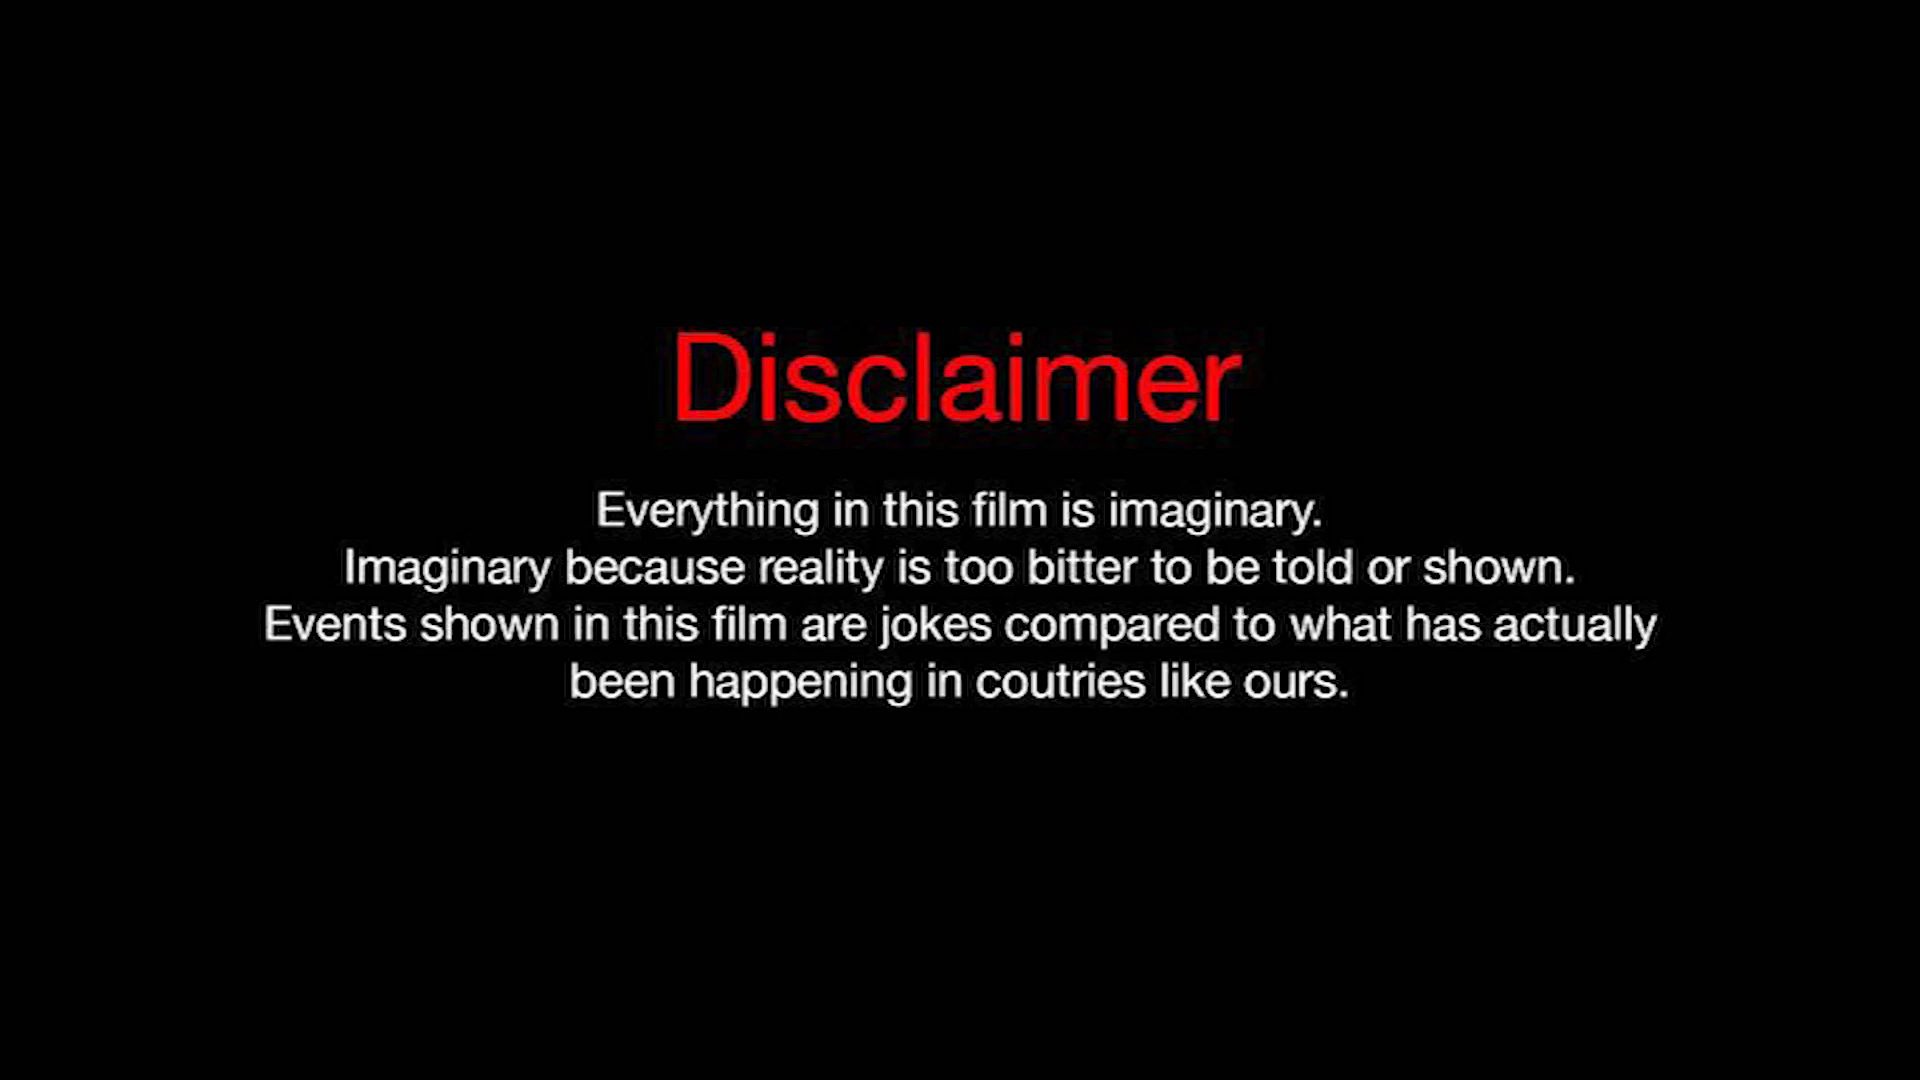 Disclaimer
Everything in this film is imaginary.
Imaginary because reality is too bitter to be told or shown.
Events shown in this film are jokes compared to what has actually
been happening in coutries like ours.